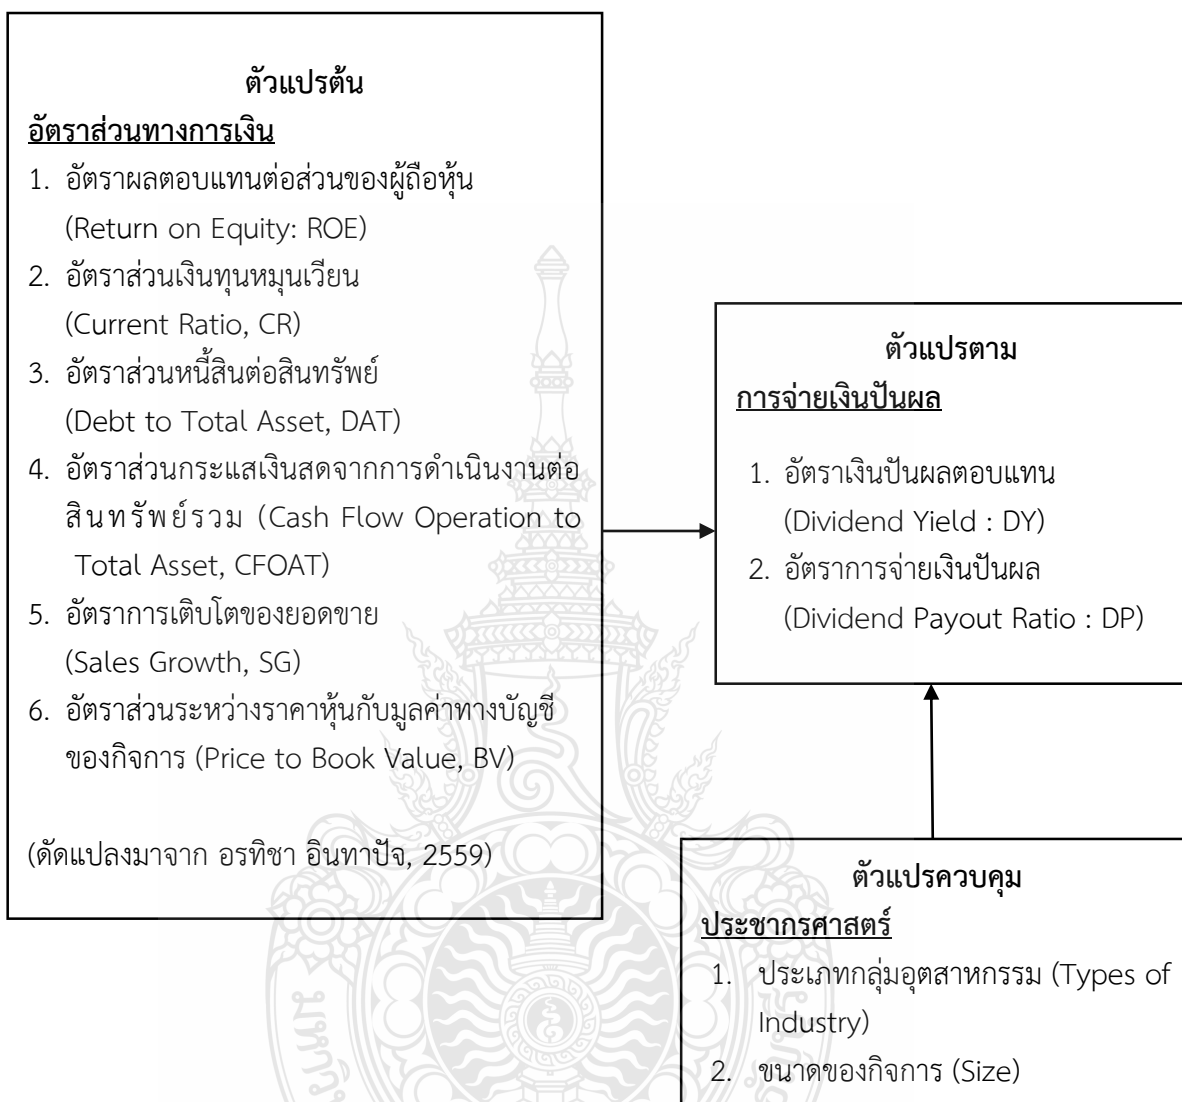 ตัวแปรต้น
อัตราส่วนทางการเงิน
1. อัตราผลตอบแทนต่อส่วนของผู้ถือหุ้น
(Return on Equity: ROE)
2. อัตราส่วนเงินทุนหมุนเวียน
(Current Ratio, CR)
3. อัตราส่วนหนี้สินต่อสินทรัพย์
(Debt to Total Asset, DAT)
4. อัตราส่วนกระแสเงินสดจากการดำเนินงานต่อ
สินทรัพย์รวม (Cash Flow Operation to
Total Asset, CFOAT)
5. อัตราการเติบโตของยอดขาย
(Sales Growth, SG)
6. อัตราส่วนระหว่างราคาหุ้นกับมูลค่าทางบัญชี
ของกิจการ (Price to Book Value, BV)
(ดัดแปลงมาจาก อรทิชา อินทาปัจ, 2559)
ตัวแปรตาม
การจ่ายเงินปันผล
1. อัตราเงินปันผลตอบแทน
(Dividend Yield : DY)
2. อัตราการจ่ายเงินปันผล
(Dividend Payout Ratio : DP)
ตัวแปรควบคุม
ประชากรศาสตร์
1. ประเภทกลุ่มอุตสาหกรรม (Types of
Industry)
2. ขนาดของกิจการ (Size)